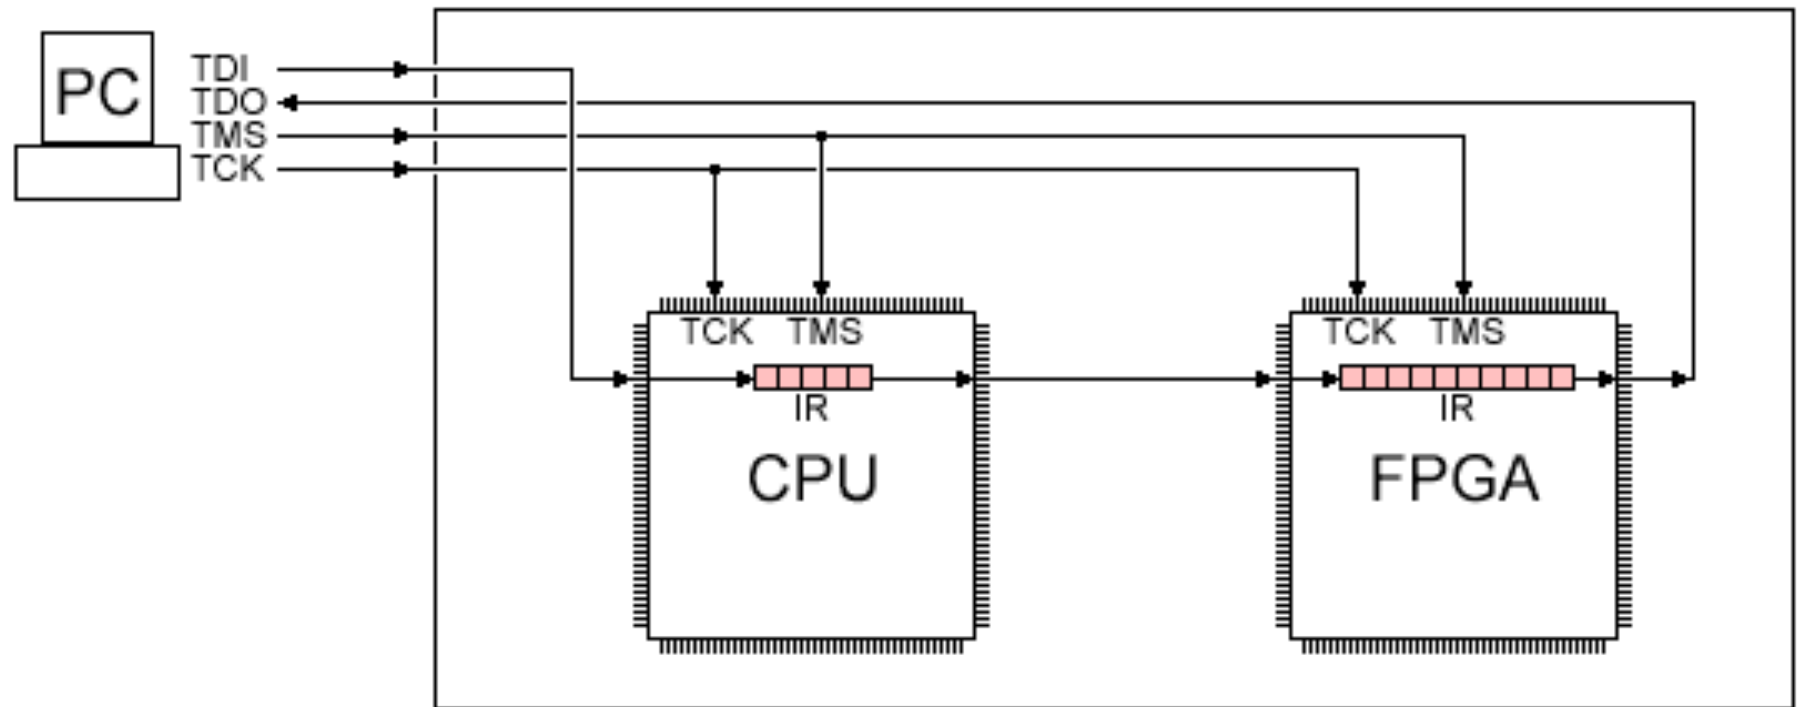 PC
TDI
TDO
TMS
TCK
TCK TMS
IR
CPU
TCK TMS
IR
FPGA